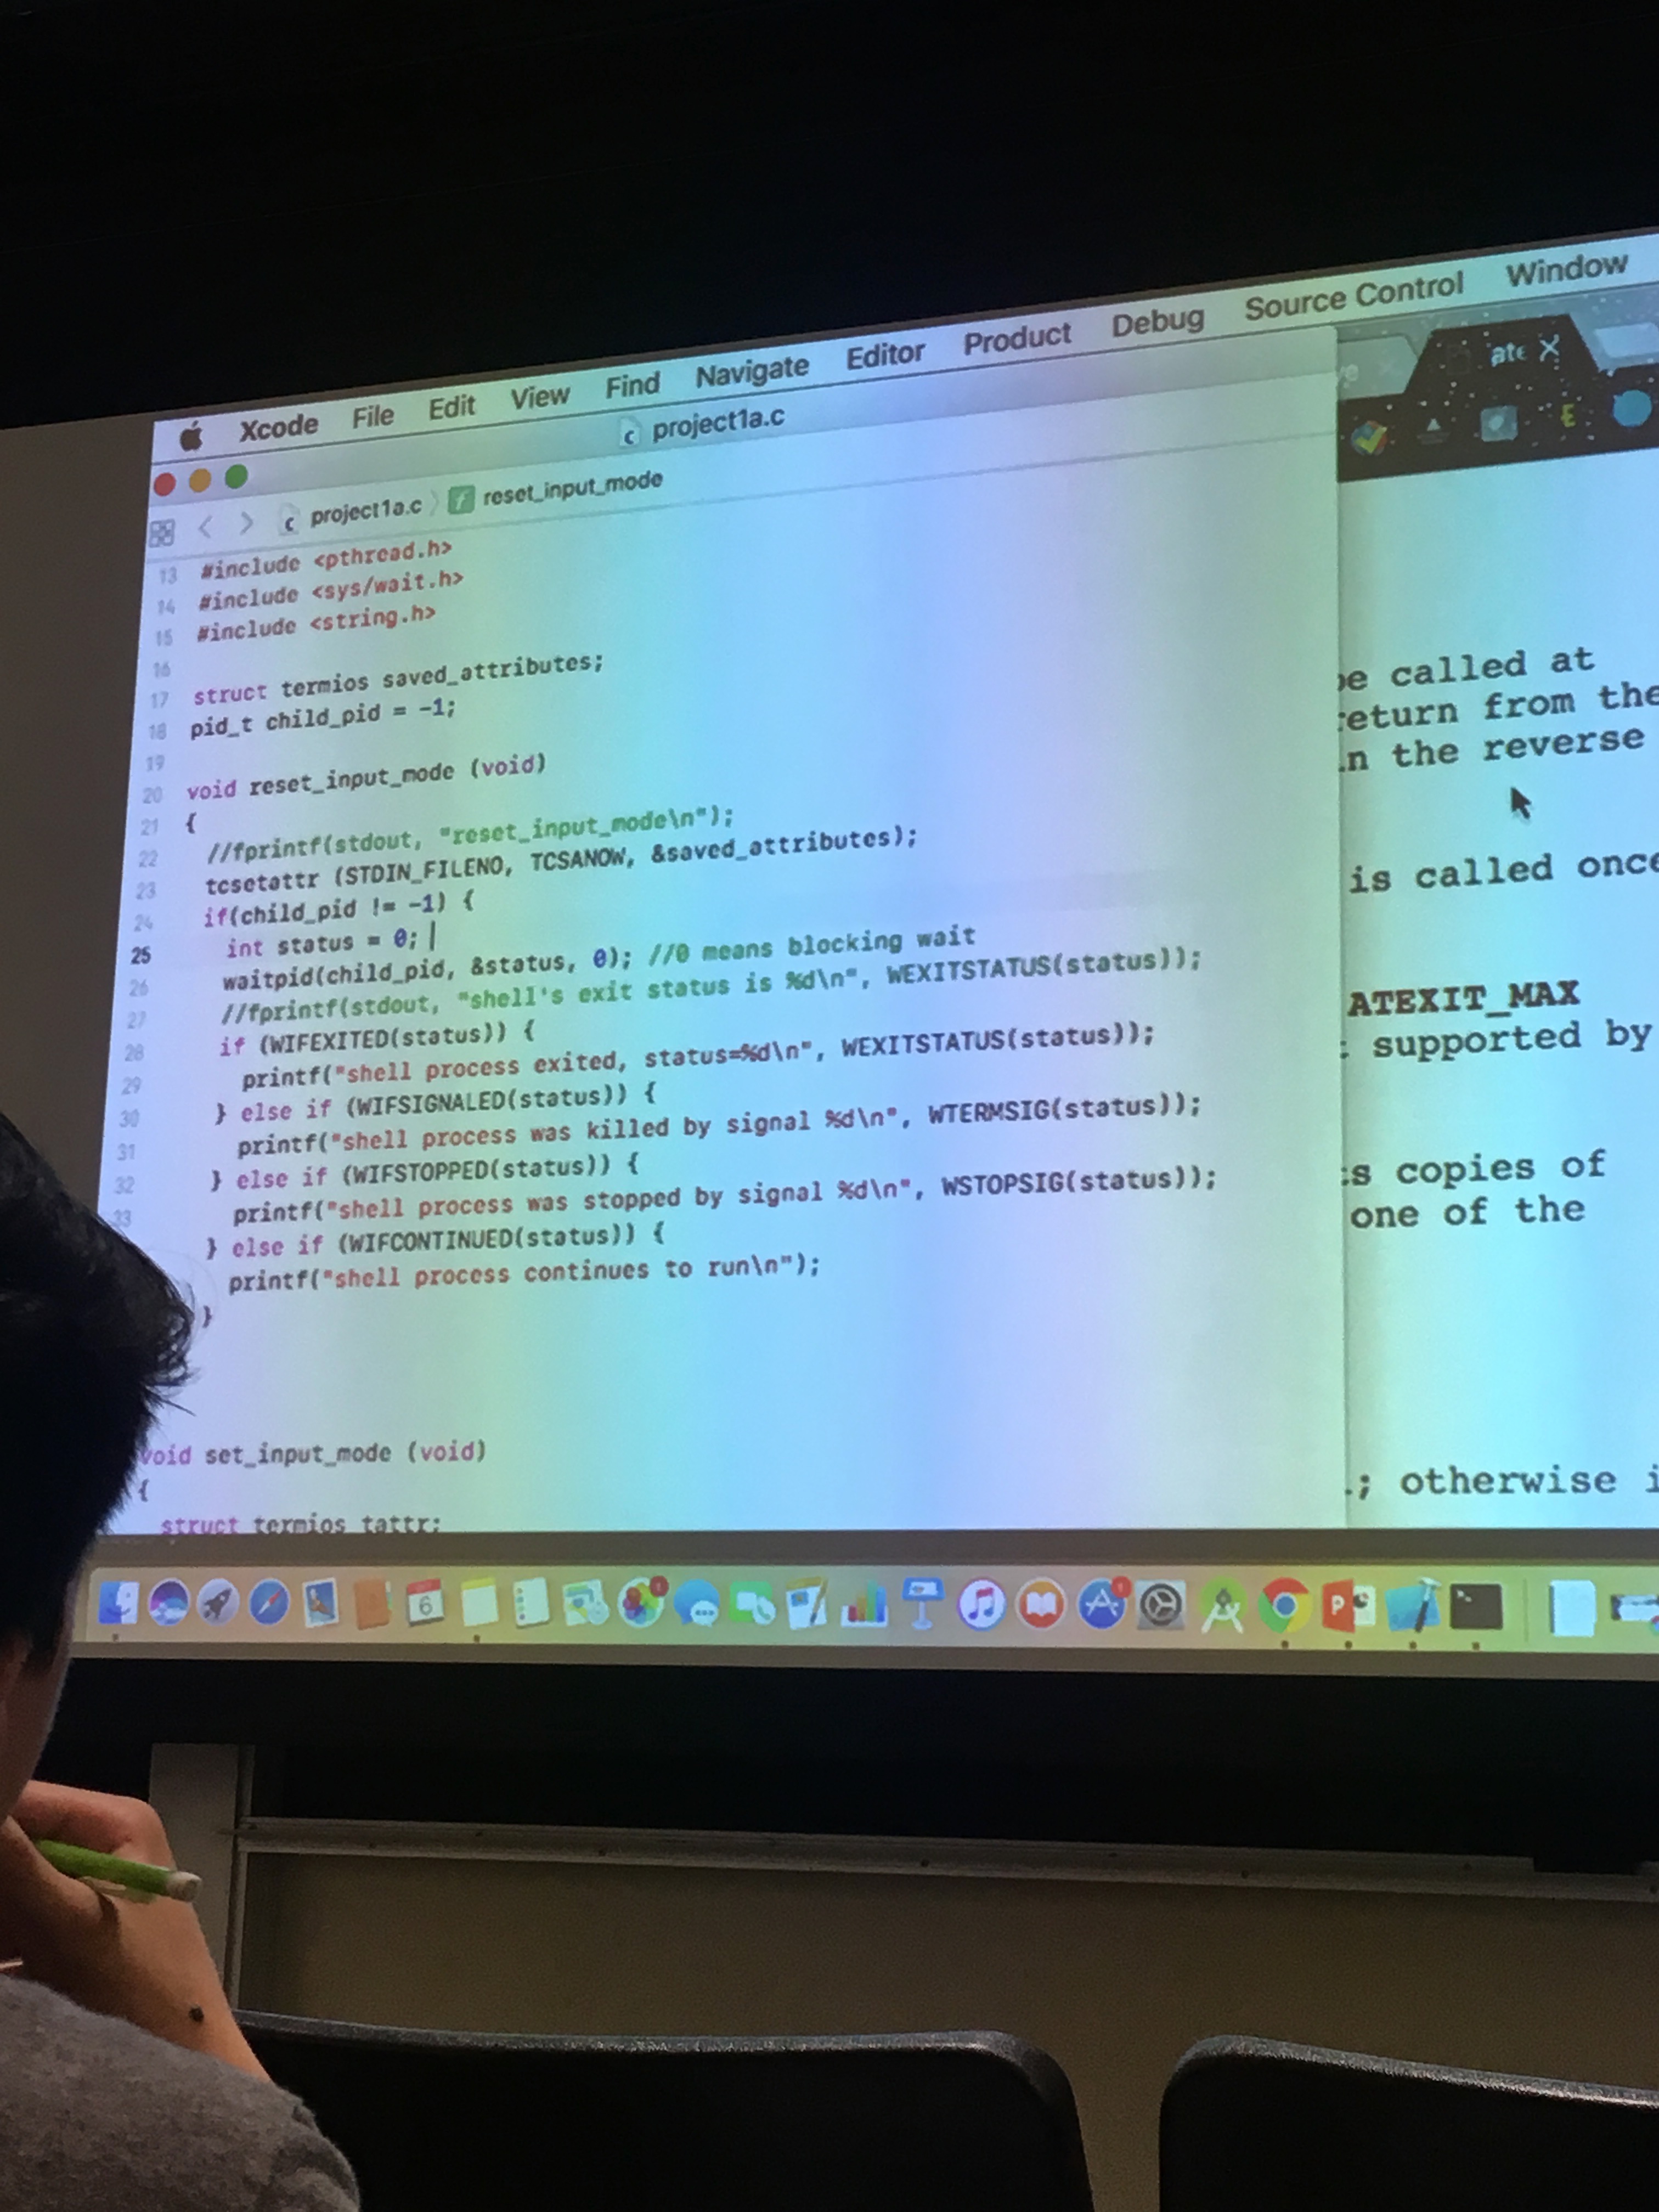 Xcode File Edit View Find Navigate Editor Product Debug Source Control Window
project1a.c
project1a.c reset_input_mode
13 #include <pthread.h>
14 #include <sys/wait.h>
15 #include <string.h>
16
17 struct termios saved_attributes;
18 pid_t child_pid = -1;
19
20 void reset_input_mode (void)
21 {
22 //fprintf(stdout, "reset_input_mode\n");
23 tcsetattr (STDIN_FILENO, TCSANOW, &saved_attributes);
24 if(child_pid != -1) {
25 int status = 0;
26 waitpid(child_pid, &status, 0); //0 means blocking wait
27 //fprintf(stdout, "shell's exit status is %d\n", WEXITSTATUS(status));
28 if (WIFEXITED(status)) {
29 printf("shell process exited, status=%d\n", WEXITSTATUS(status));
30 } else if (WIFSIGNALED(status)) {
31 printf("shell process was killed by signal %d\n", WTERMSIG(status));
32 } else if (WIFSTOPPED(status)) {
33 printf("shell process was stopped by signal %d\n", WSTOPSIG(status));
} else if (WIFCONTINUED(status)) {
printf("shell process continues to run\n");
}
void set_input_mode (void)
{
struct termios tattr;
ate
be called at
return from the
in the reverse
is called once
ATEXIT_MAX
supported by
copies of
one of the
; otherwise
6